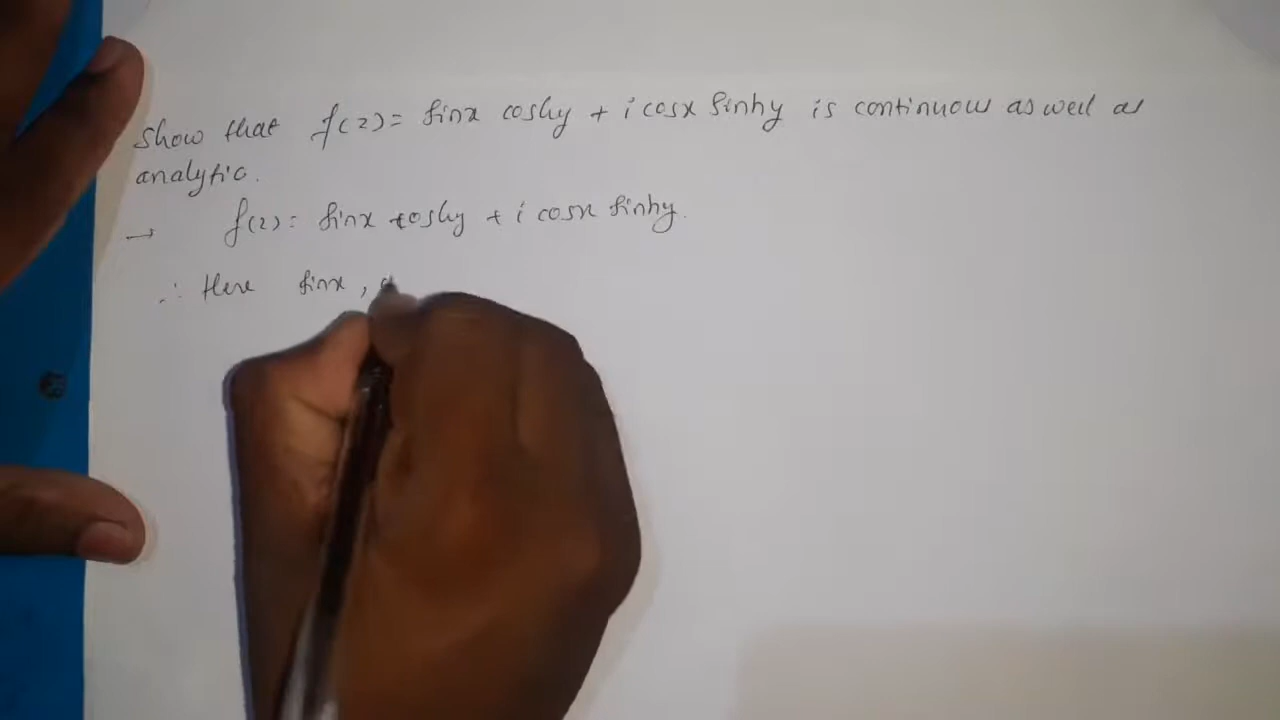 Show that f(z) = sinx coshy + i cosx sinhy is continuous as well as
analytic.
→ f(z) = sinx coshy + i cosx sinhy.
∴ Here sinx,